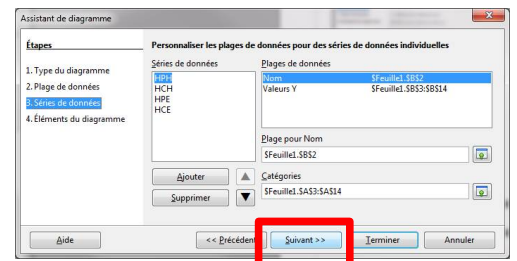 Assistant de diagramme
Étapes
1. Type du diagramme
2. Plage de données
3. Séries de données
4. Éléments du diagramme
Personnaliser les plages de données pour des séries de données individuelles
Séries de données
HPH
HCH
HPE
HCE
Ajouter
Supprimer
Plages de données
Nom $Feuille1.$B$2
Valeurs Y $Feuille1.$B$3:$B$14
Plage pour Nom
$Feuille1.$B$2
Catégories
$Feuille1.$A$3:$A$14
Aide << Précédent Suivant >> Terminer Annuler